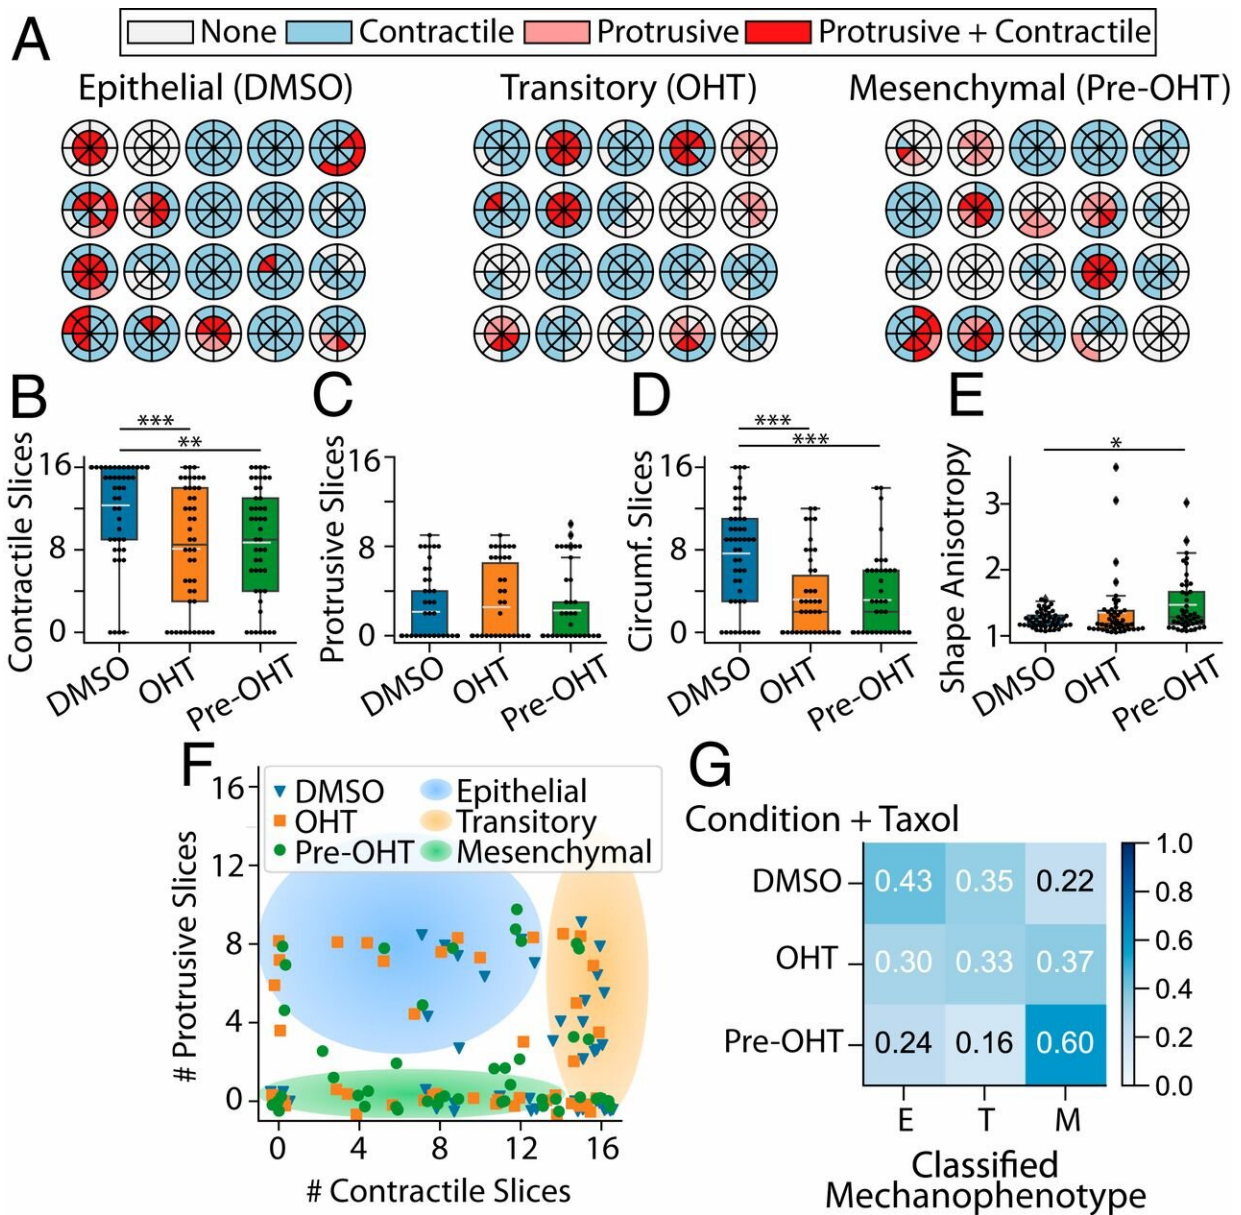 A
None Contractile Protrusive Protrusive + Contractile
Epithelial (DMSO) Transitory (OHT) Mesenchymal (Pre-OHT)
B
Contractile Slices
***
**
16
8
0
DMSO OHT Pre-OHT
C
Protrusive Slices
16
8
0
DMSO OHT Pre-OHT
D
Circumf. Slices
***
***
16
8
0
DMSO OHT Pre-OHT
E
Shape Anisotropy
*
3
2
1
DMSO OHT Pre-OHT
F
# Protrusive Slices
DMSO Epithelial
OHT Transitory
Pre-OHT Mesenchymal
16
12
8
4
0
0 4 8 12 16
# Contractile Slices
G
Condition + Taxol
DMSO 0.43 0.35 0.22
OHT 0.30 0.33 0.37
Pre-OHT 0.24 0.16 0.60
E T M
Classified
Mechanophenotype
1.0
0.8
0.6
0.4
0.2
0.0